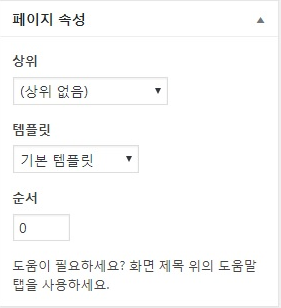 페이지 속성
상위
(상위 없음)
템플릿
기본 템플릿
순서
0
도움이 필요하세요? 화면 제목 위의 도움말
탭을 사용하세요.